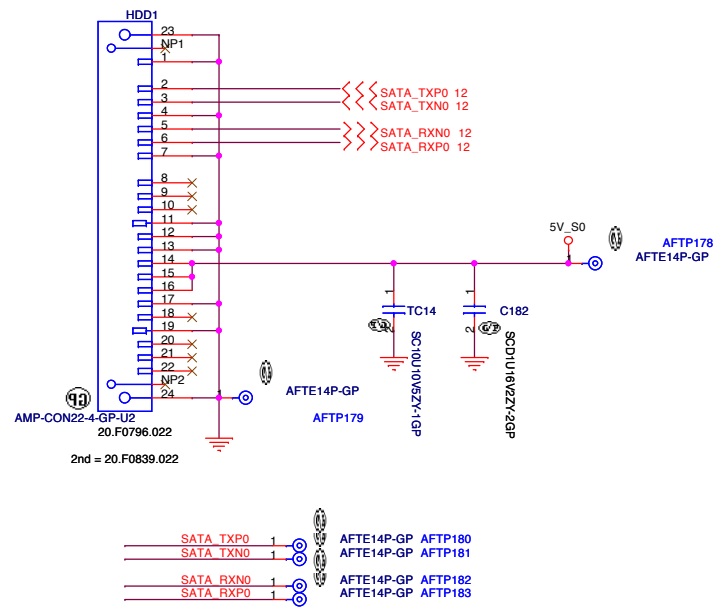 HDD1
23
NP1
1
2
SATA_TXP0 12
3
SATA_TXN0 12
4
5
SATA_RXN0 12
6
SATA_RXP0 12
7
8
9
10
11
5V_S0
12
AFTP178
13
1
AFTE14P-GP
14
15
16
1
1
17
TC14
C182
18
2
2
19
SC10U10V5ZY-1GP
SCD1U16V2ZY-2GP
20
21
22
NP2
24
1
AFTE14P-GP
GP
AMP-CON22-4-GP-U2
AFTP179
20.F0796.022
2nd = 20.F0839.022
SATA_TXP0 1 AFTE14P-GP AFTP180
SATA_TXN0 1 AFTE14P-GP AFTP181
SATA_RXN0 1 AFTE14P-GP AFTP182
SATA_RXP0 1 AFTE14P-GP AFTP183